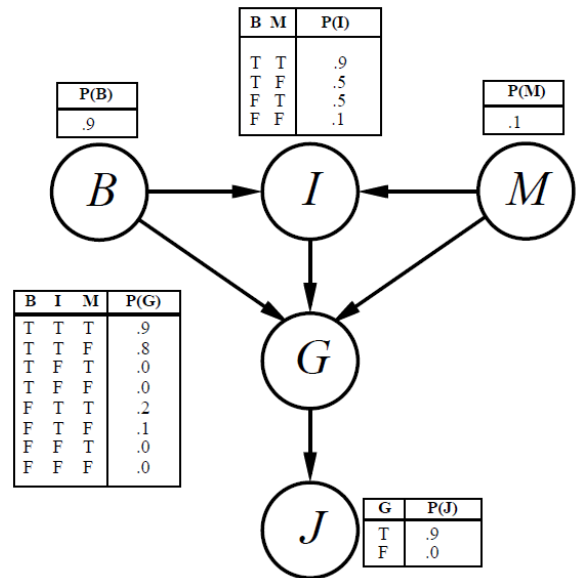 B M P(I)
T T .9
T F .5
F T .5
F F .1
P(B)
.9
P(M)
.1
B
I
M
B I M P(G)
T T T .9
T T F .8
T F T .0
T F F .0
F T T .2
F T F .1
F F T .0
F F F .0
G
J
G P(J)
T .9
F .0